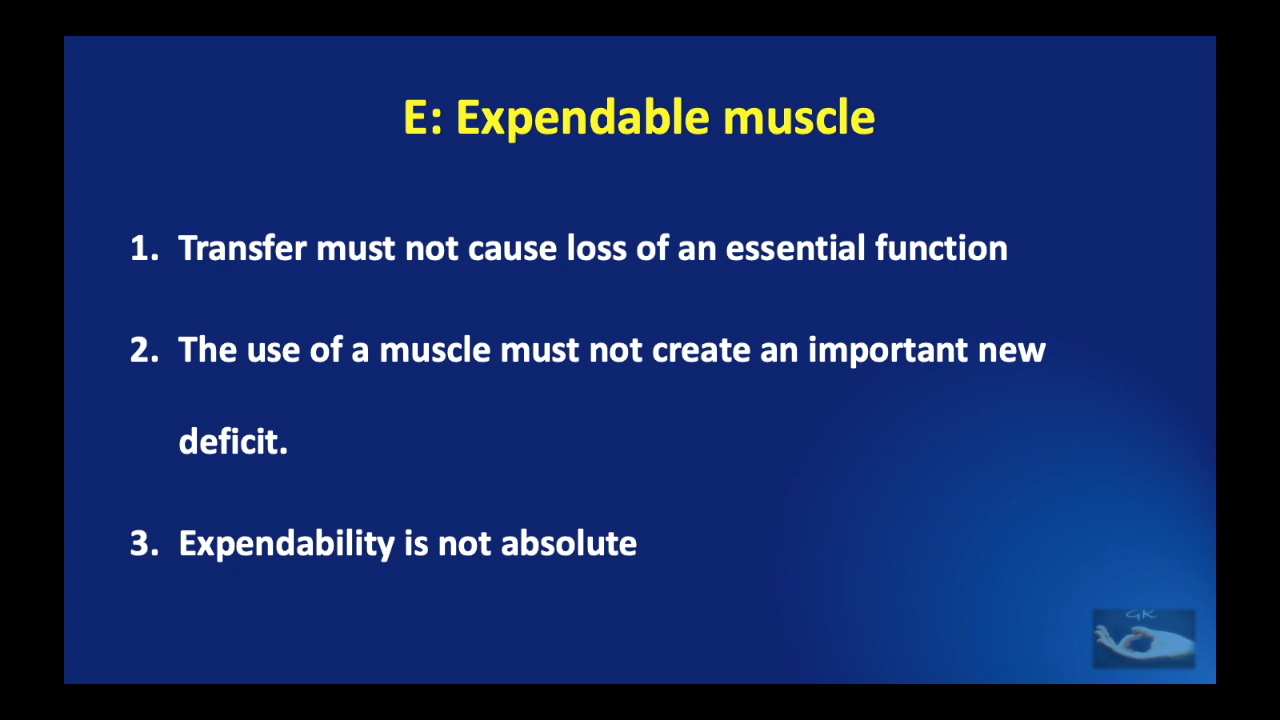 E: Expendable muscle
1. Transfer must not cause loss of an essential function
2. The use of a muscle must not create an important new
deficit.
3. Expendability is not absolute
GK